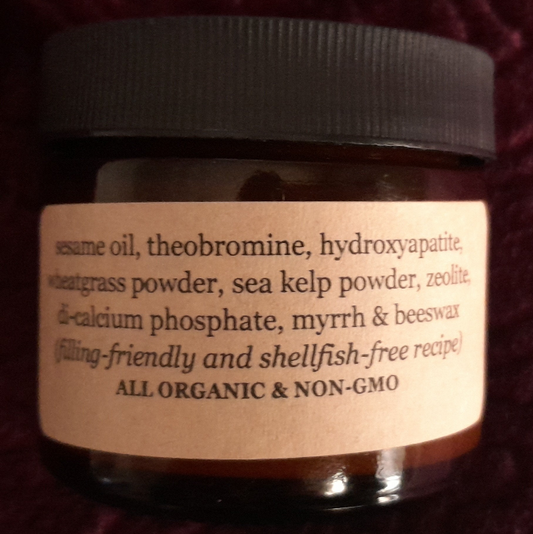 sesame oil, theobromine, hydroxyapatite,
wheatgrass powder, sea kelp powder, zeolite,
di-calcium phosphate, myrrh & beeswax
(filling-friendly and shellfish-free recipe)
ALL ORGANIC & NON-GMO